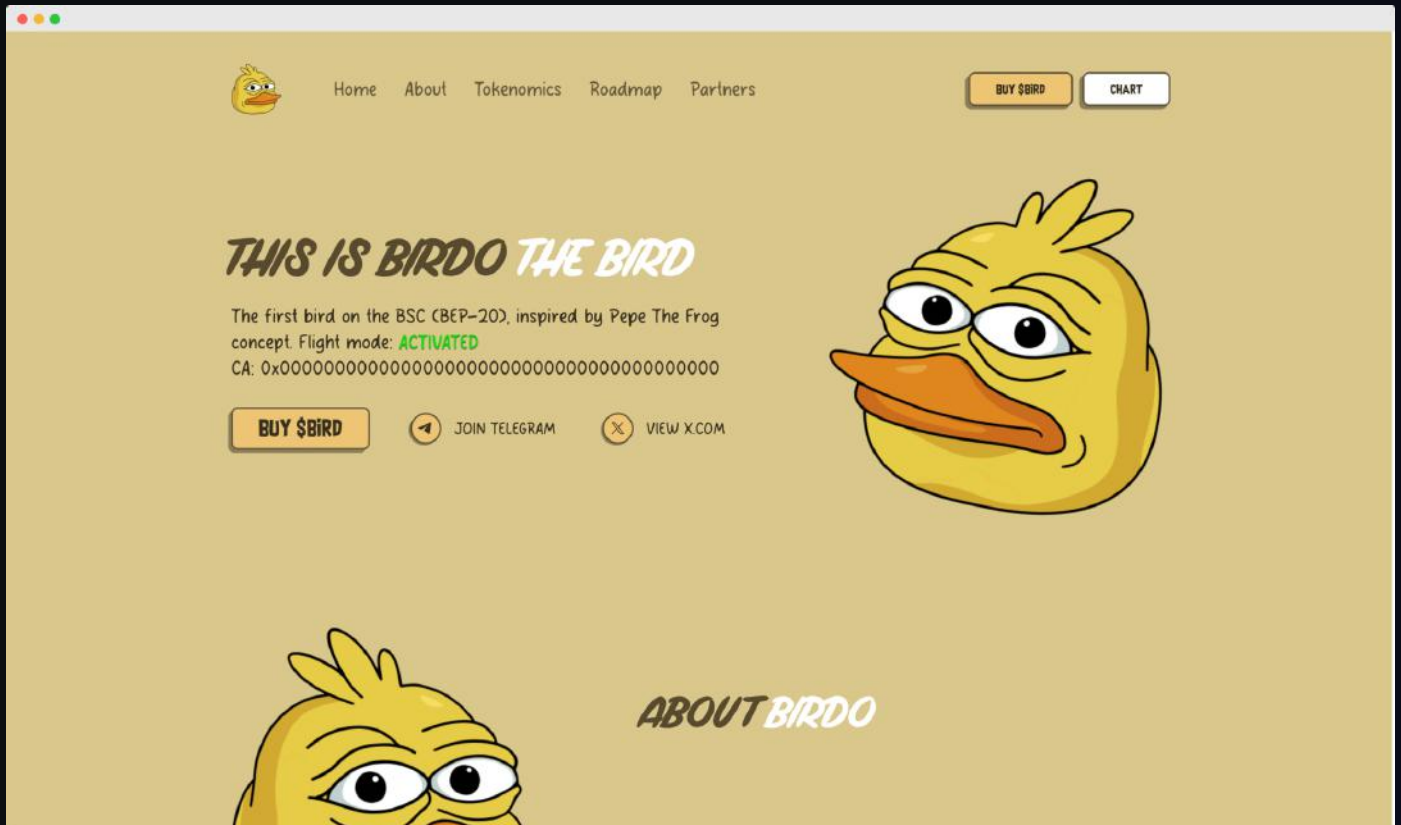 Home About Tokenomics Roadmap Partners BUY $BIRD CHART
THIS IS BIRDO THE BIRD
The first bird on the BSC (BEP-20), inspired by Pepe The Frog
concept. Flight mode: ACTIVATED
CA: 0x0000000000000000000000000000000000000000
BUY $BIRD JOIN TELEGRAM VIEW X.COM
ABOUT BIRDO